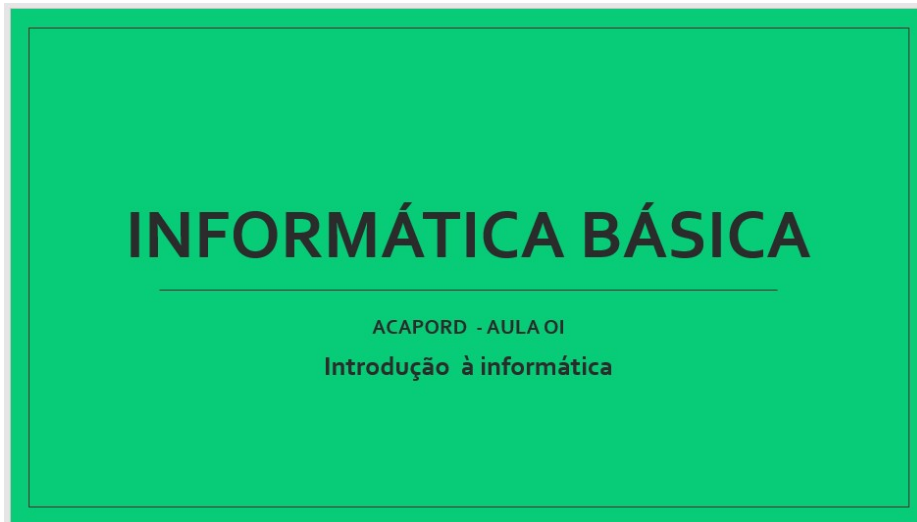 INFORMÁTICA BÁSICA
ACAPORD - AULA OI
Introdução à informática